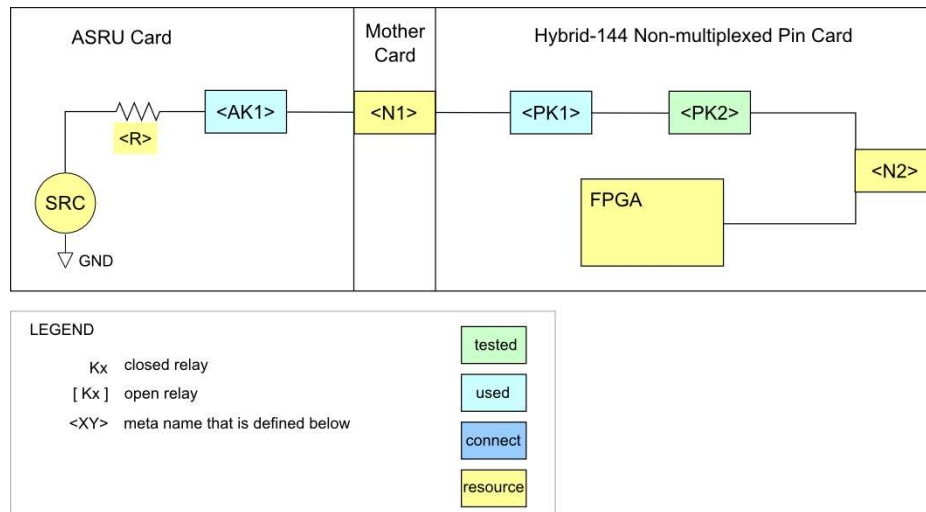 ASRU Card
Mother
Card
Hybrid-144 Non-multiplexed Pin Card
<R>
<AK1>
<N1>
<PK1>
<PK2>
<N2>
SRC
FPGA
GND
LEGEND
Kx closed relay
[ Kx ] open relay
<XY> meta name that is defined below
tested
used
connect
resource